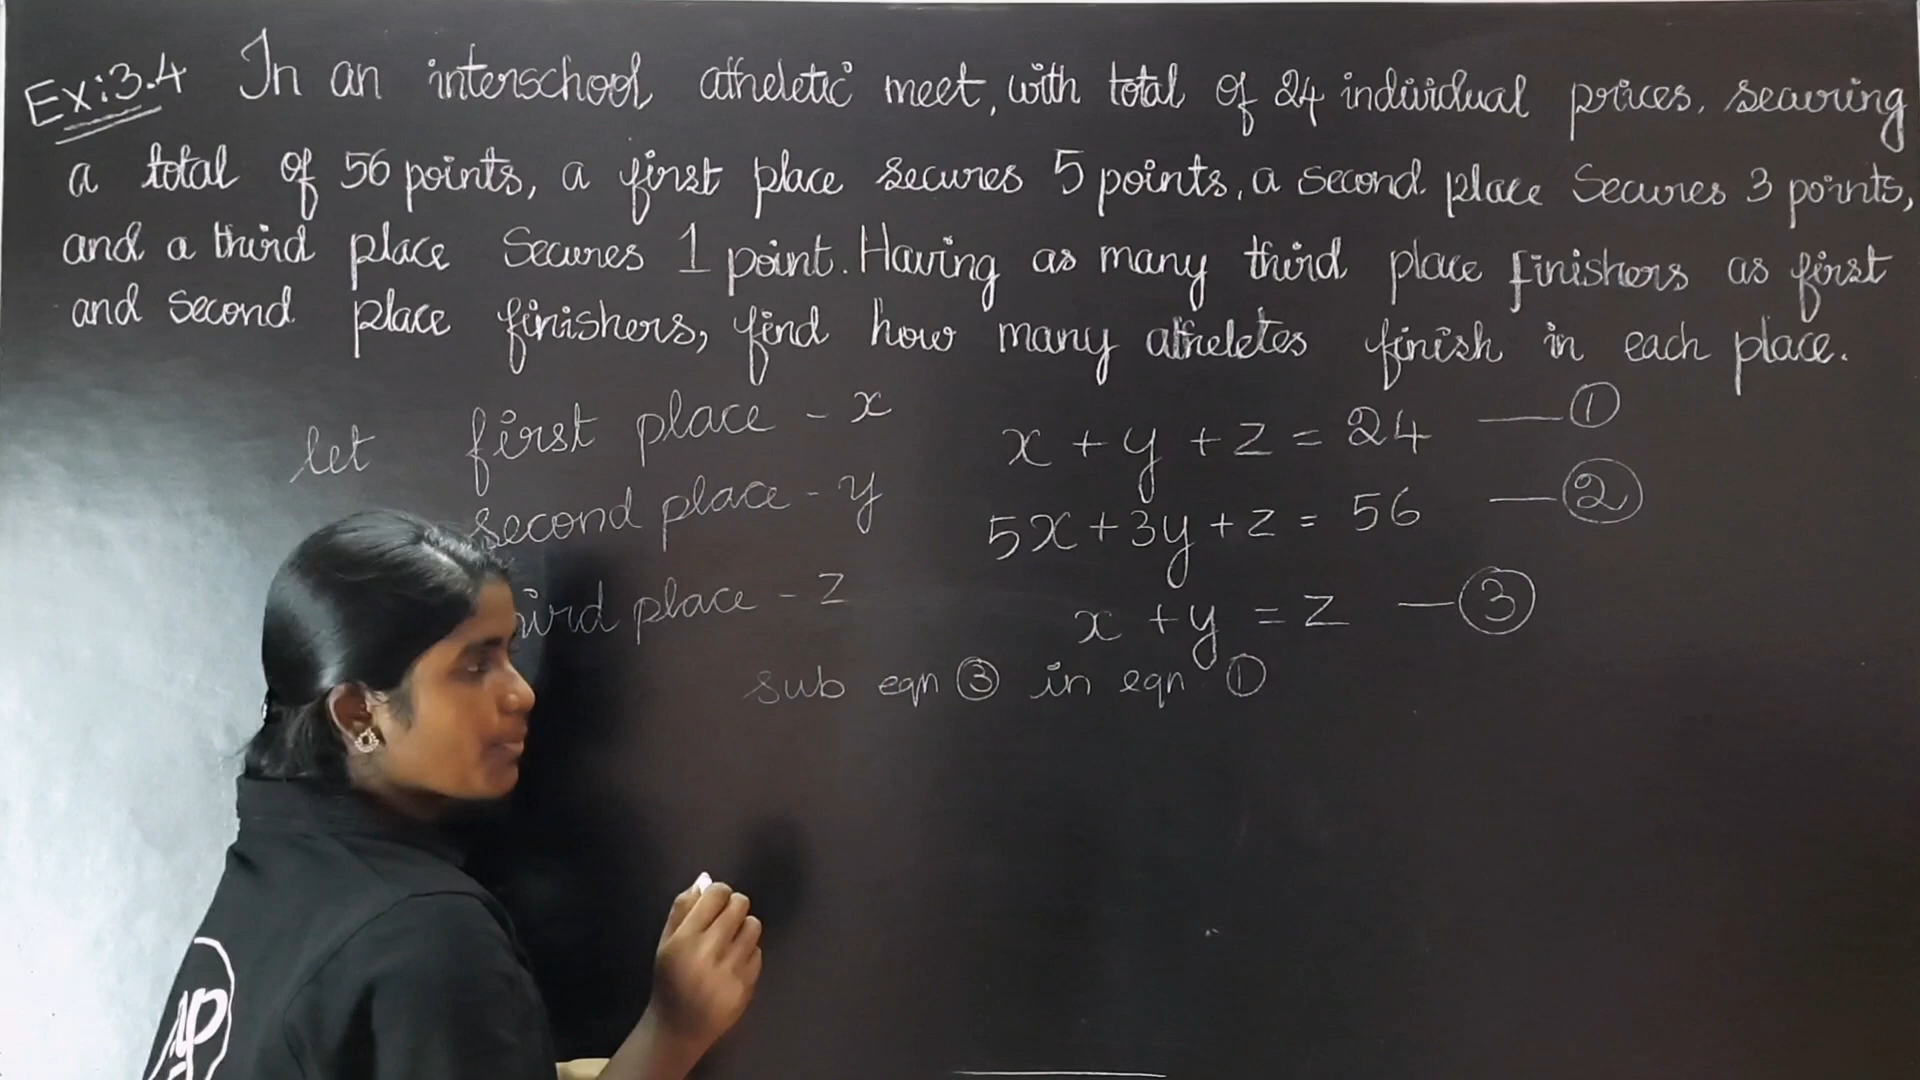 Ex:3.4 In an interschool atheletic meet, with total of 24 individual prices, securing
a total of 56 points, a first place secures 5 points, a second place secures 3 points,
and a third place secures 1 point. Having as many third place finishers as first
and second place finishers, find how many atheletes finish in each place.
let first place - x
second place - y
place - z
x + y + z = 24 — ①
5x + 3y + z = 56 — ②
x + y = z — ③
sub eqn ③ in eqn ①